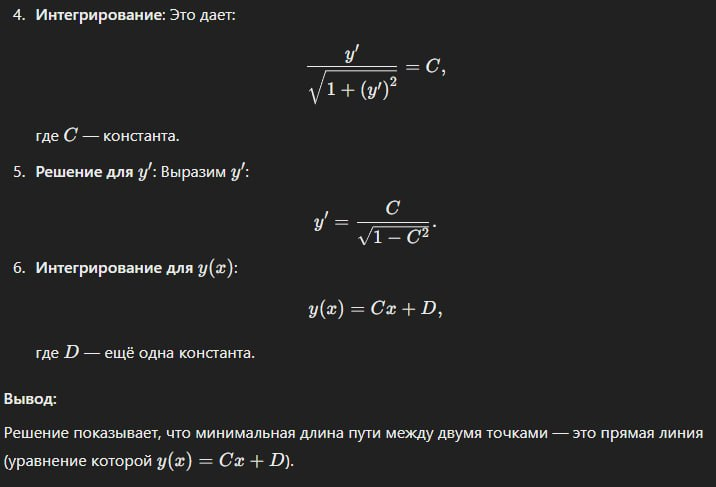 4. Интегрирование: Это дает:
y′ / √(1 + (y′)²) = C,
где C — константа.
5. Решение для y′: Выразим y′:
y′ = C / √(1 − C²).
6. Интегрирование для y(x):
y(x) = Cx + D,
где D — ещё одна константа.
Вывод:
Решение показывает, что минимальная длина пути между двумя точками — это прямая линия
(уравнение которой y(x) = Cx + D).